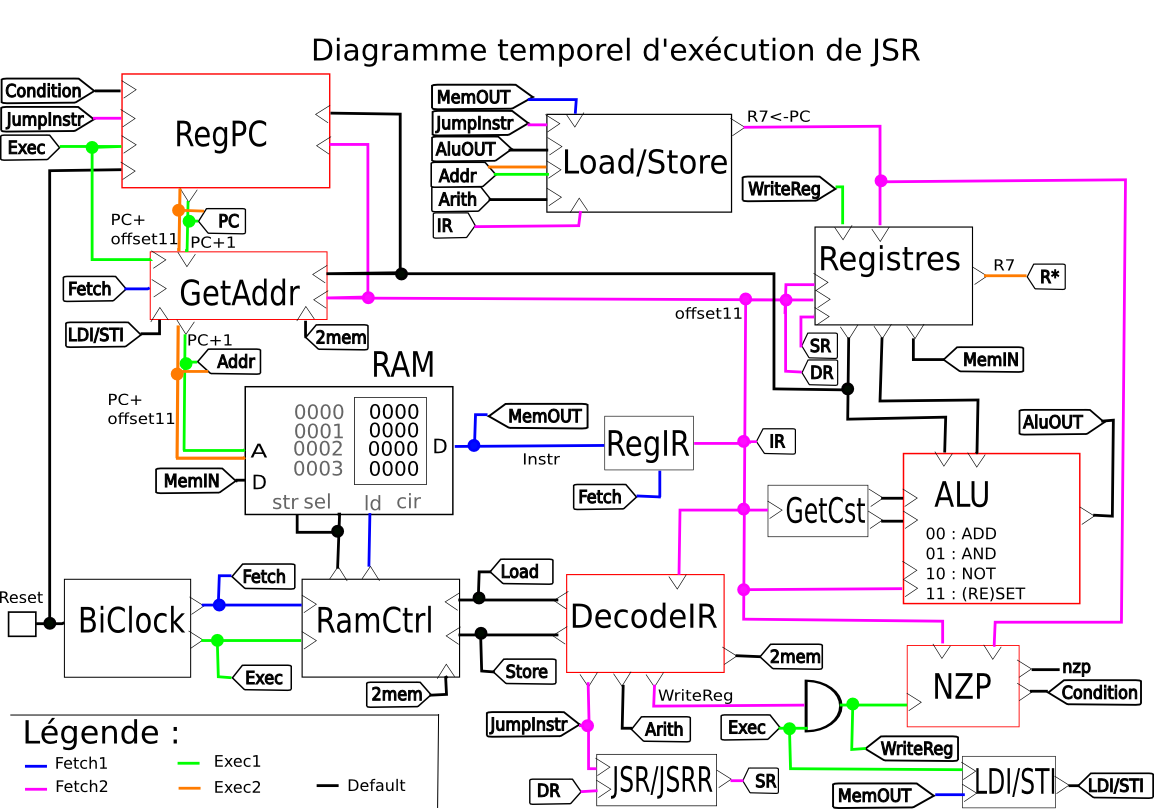 Diagramme temporel d'exécution de JSR
Condition
JumpInstr
Exec
RegPC
MemOUT
JumpInstr
AluOUT
Addr
Arith
IR
Load/Store
R7<-PC
WriteReg
PC+
offset11
PC+1
PC
Fetch
GetAddr
LDI/STI
2mem
Registres
R7
R*
offset11
SR
DR
MemIN
PC+1
Addr
PC+
offset11
RAM
0000 0000
0001 0000
0002 0000
0003 0000
A
D
D
str sel ld cir
MemIN
MemOUT
Instr
RegIR
Fetch
IR
AluOUT
GetCst
ALU
00 : ADD
01 : AND
10 : NOT
11 : (RE)SET
Reset
BiClock
Fetch
Exec
RamCtrl
2mem
Load
Store
DecodeIR
2mem
WriteReg
JumpInstr
Arith
Exec
NZP
nzp
Condition
WriteReg
DR
JSR/JSRR
SR
MemOUT
LDI/STI
LDI/STI
Légende :
Fetch1
Fetch2
Exec1
Exec2
Default